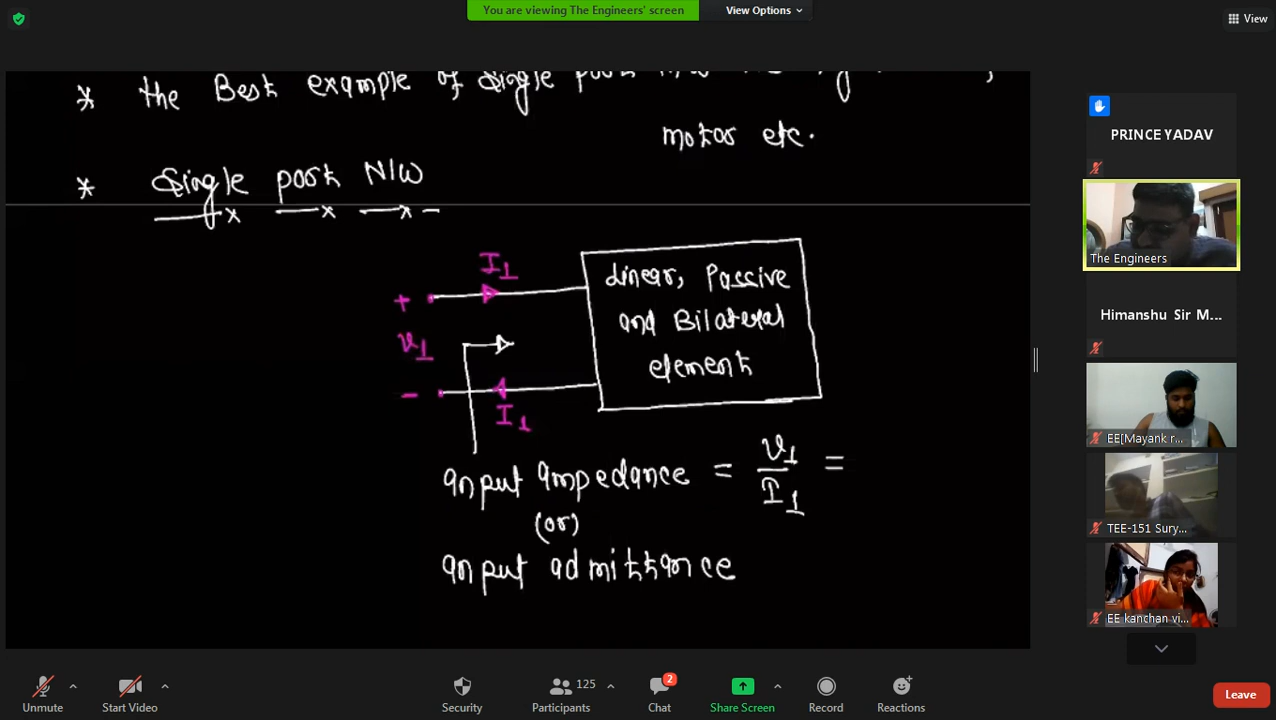 You are viewing The Engineers' screen
View Options
View
* the Best example of single port N/W
motor etc.
* Single port N/W
I1
+
V1
-
I1
Linear, Passive
and Bilateral
element
input impedance = V1/I1 =
(or)
input admittance
PRINCE YADAV
The Engineers
Himanshu Sir M...
EE[Mayank r...
TEE-151 Sury...
EE kanchan vi...
Unmute
Start Video
Security
125
Participants
2
Chat
Share Screen
Record
Reactions
Leave